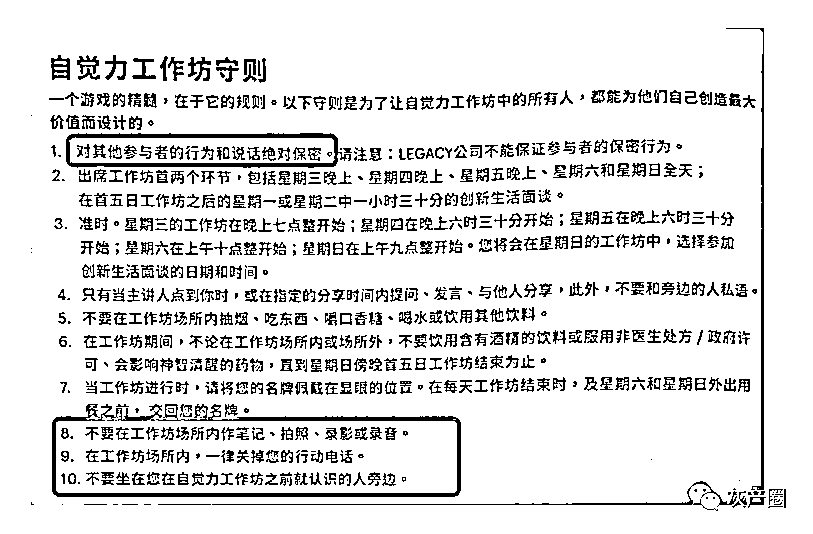 自觉力工作坊守则
一个游戏的精髓，在于它的规则。以下守则是为了让自觉力工作坊中的所有人，都能为他们自己创造最大
价值而设计的。
1. 对其他参与者的行为和说话绝对保密。请注意：LEGACY公司不能保证参与者的保密行为。
2. 出席工作坊首两个环节，包括星期三晚上、星期四晚上、星期五晚上、星期六和星期日全天；
在首五日工作坊之后的星期一或星期二中一小时三十分的创新生活面谈。
3. 准时。星期三的工作坊在晚上七点整开始；星期四在晚上六时三十分开始；星期五在晚上六时三十分
开始；星期六在上午十点整开始；星期日在上午九点整开始。您将会在星期日的工作坊中，选择参加
创新生活面谈的日期和时间。
4. 只有当主讲人点到你时，或在指定的分享时间内提问、发言、与他人分享，此外，不要和旁边的人私语。
5. 不要在工作坊场所内抽烟、吃东西、嚼口香糖、喝水或饮用其他饮料。
6. 在工作坊期间，不论在工作坊场所内或场所外，不要饮用含有酒精的饮料或服用非医生处方/政府许
可、会影响神智清醒的药物，直到星期日傍晚首五日工作坊结束为止。
7. 当工作坊进行时，请将您的名牌佩戴在显眼的位置。在每天工作坊结束时，及星期六和星期日外出用
餐之前，交回您的名牌。
8. 不要在工作坊场所内作笔记、拍照、录影或录音。
9. 在工作坊场所内，一律关掉您的行动电话。
10. 不要坐在您在自觉力工作坊之前就认识的人旁边。
灰产圈